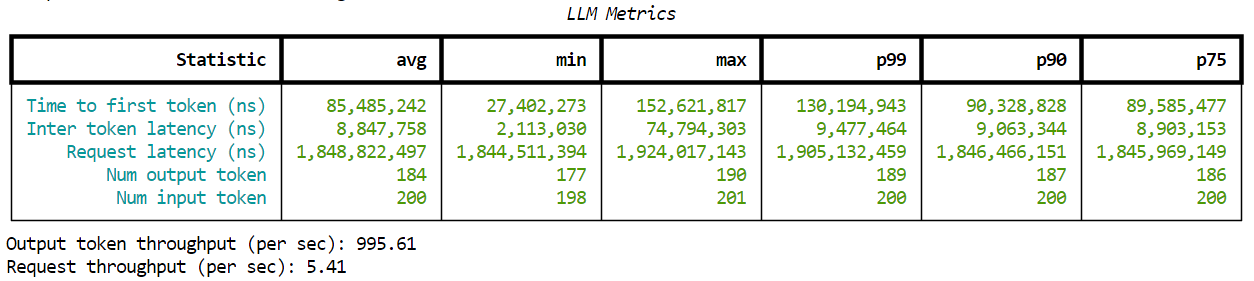 LLM Metrics
Statistic avg min max p99 p90 p75
Time to first token (ns) 85,485,242 27,402,273 152,621,817 130,194,943 90,328,828 89,585,477
Inter token latency (ns) 8,847,758 2,113,030 74,794,303 9,477,464 9,063,344 8,903,153
Request latency (ns) 1,848,822,497 1,844,511,394 1,924,017,143 1,905,132,459 1,846,466,151 1,845,969,149
Num output token 184 177 190 189 187 186
Num input token 200 198 201 200 200 200
Output token throughput (per sec): 995.61
Request throughput (per sec): 5.41